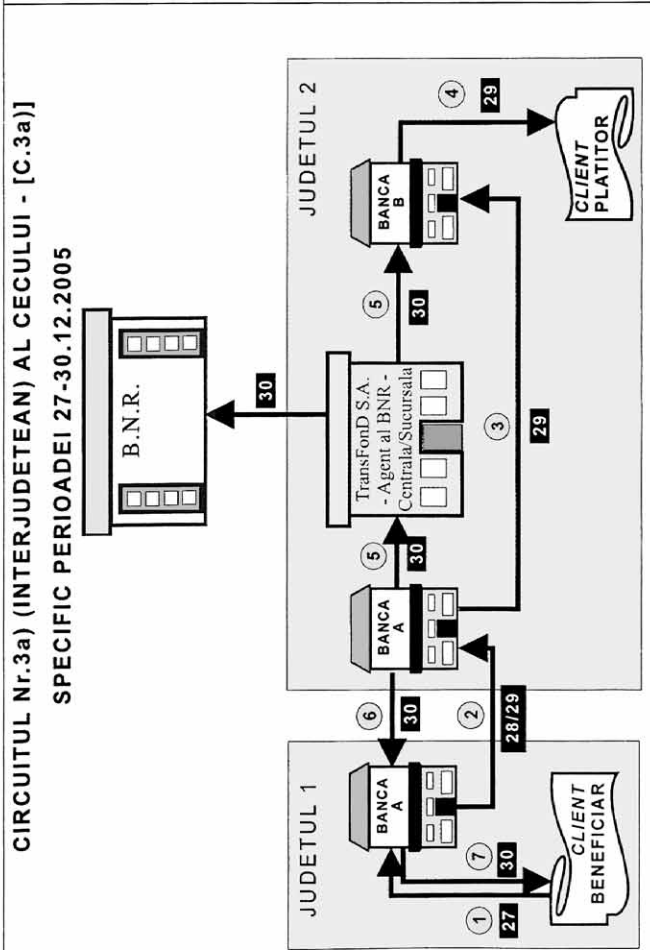 CIRCUITUL Nr.3a) (INTERJUDETEAN) AL CECULUI - [C.3a)]
SPECIFIC PERIOADEI 27-30.12.2005
B.N.R.
30
JUDETUL 1
JUDETUL 2
BANCA
A
6
30
BANCA
A
5
30
TransFonD S.A.
- Agent al BNR -
Centrala/Sucursala
5
30
BANCA
B
4
29
1
27
7
30
2
28/29
3
29
CLIENT
BENEFICIAR
CLIENT
PLATITOR